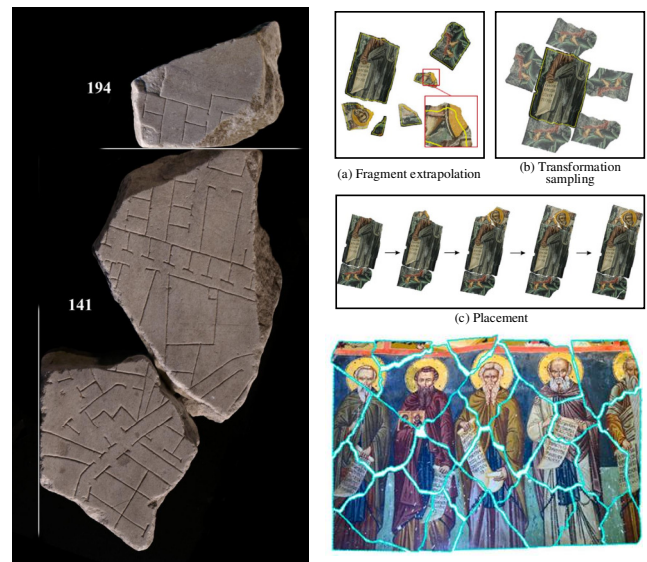 194
141
(a) Fragment extrapolation
(b) Transformation
sampling
(c) Placement